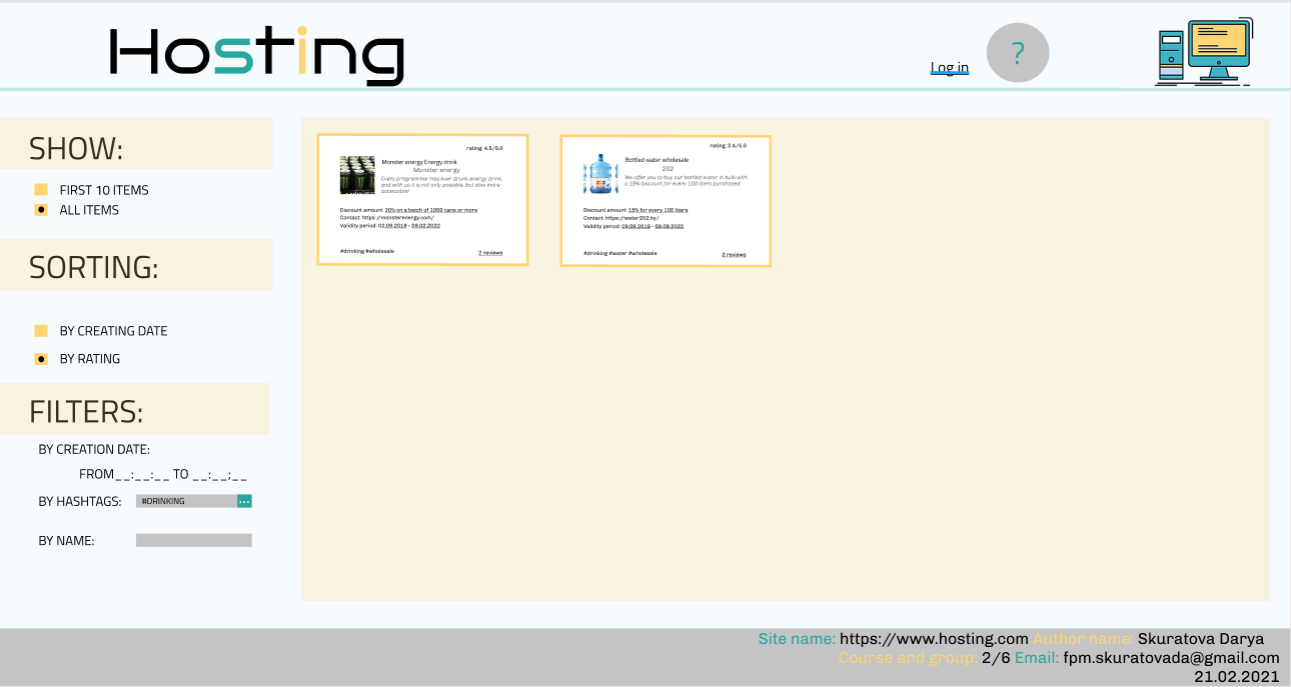 Hosting
Log in
?
SHOW:
FIRST 10 ITEMS
ALL ITEMS
SORTING:
BY CREATING DATE
BY RATING
FILTERS:
BY CREATION DATE:
FROM__:__:__ TO __:__:__
BY HASHTAGS: #DRINKING ...
BY NAME:
rating: 4.5/5.0
Monster energy Energy drink
Monster energy
Every programmer has ever drunk energy drink,
and with us it is not only possible, but also more
accessible!
Discount amount: 20% on a batch of 1000 cans or more
Contact: https://monsterenergy.com/
Validity period: 03.09.2019 - 09.02.2022
#drinking #wholesale
2 reviews
rating: 3.4/5.0
Bottled water wholesale
202
We offer you to buy our bottled water in bulk with
a 15% discount for every 100 liters purchased
Discount amount: 15% for every 100 liters
Contact: https://water202.by/
Validity period: 09.08.2019 - 08.08.2022
#drinking #water #wholesale
2 reviews
Site name: https://www.hosting.com Author name: Skuratova Darya
Course and group: 2/6 Email: fpm.skuratovada@gmail.com
21.02.2021